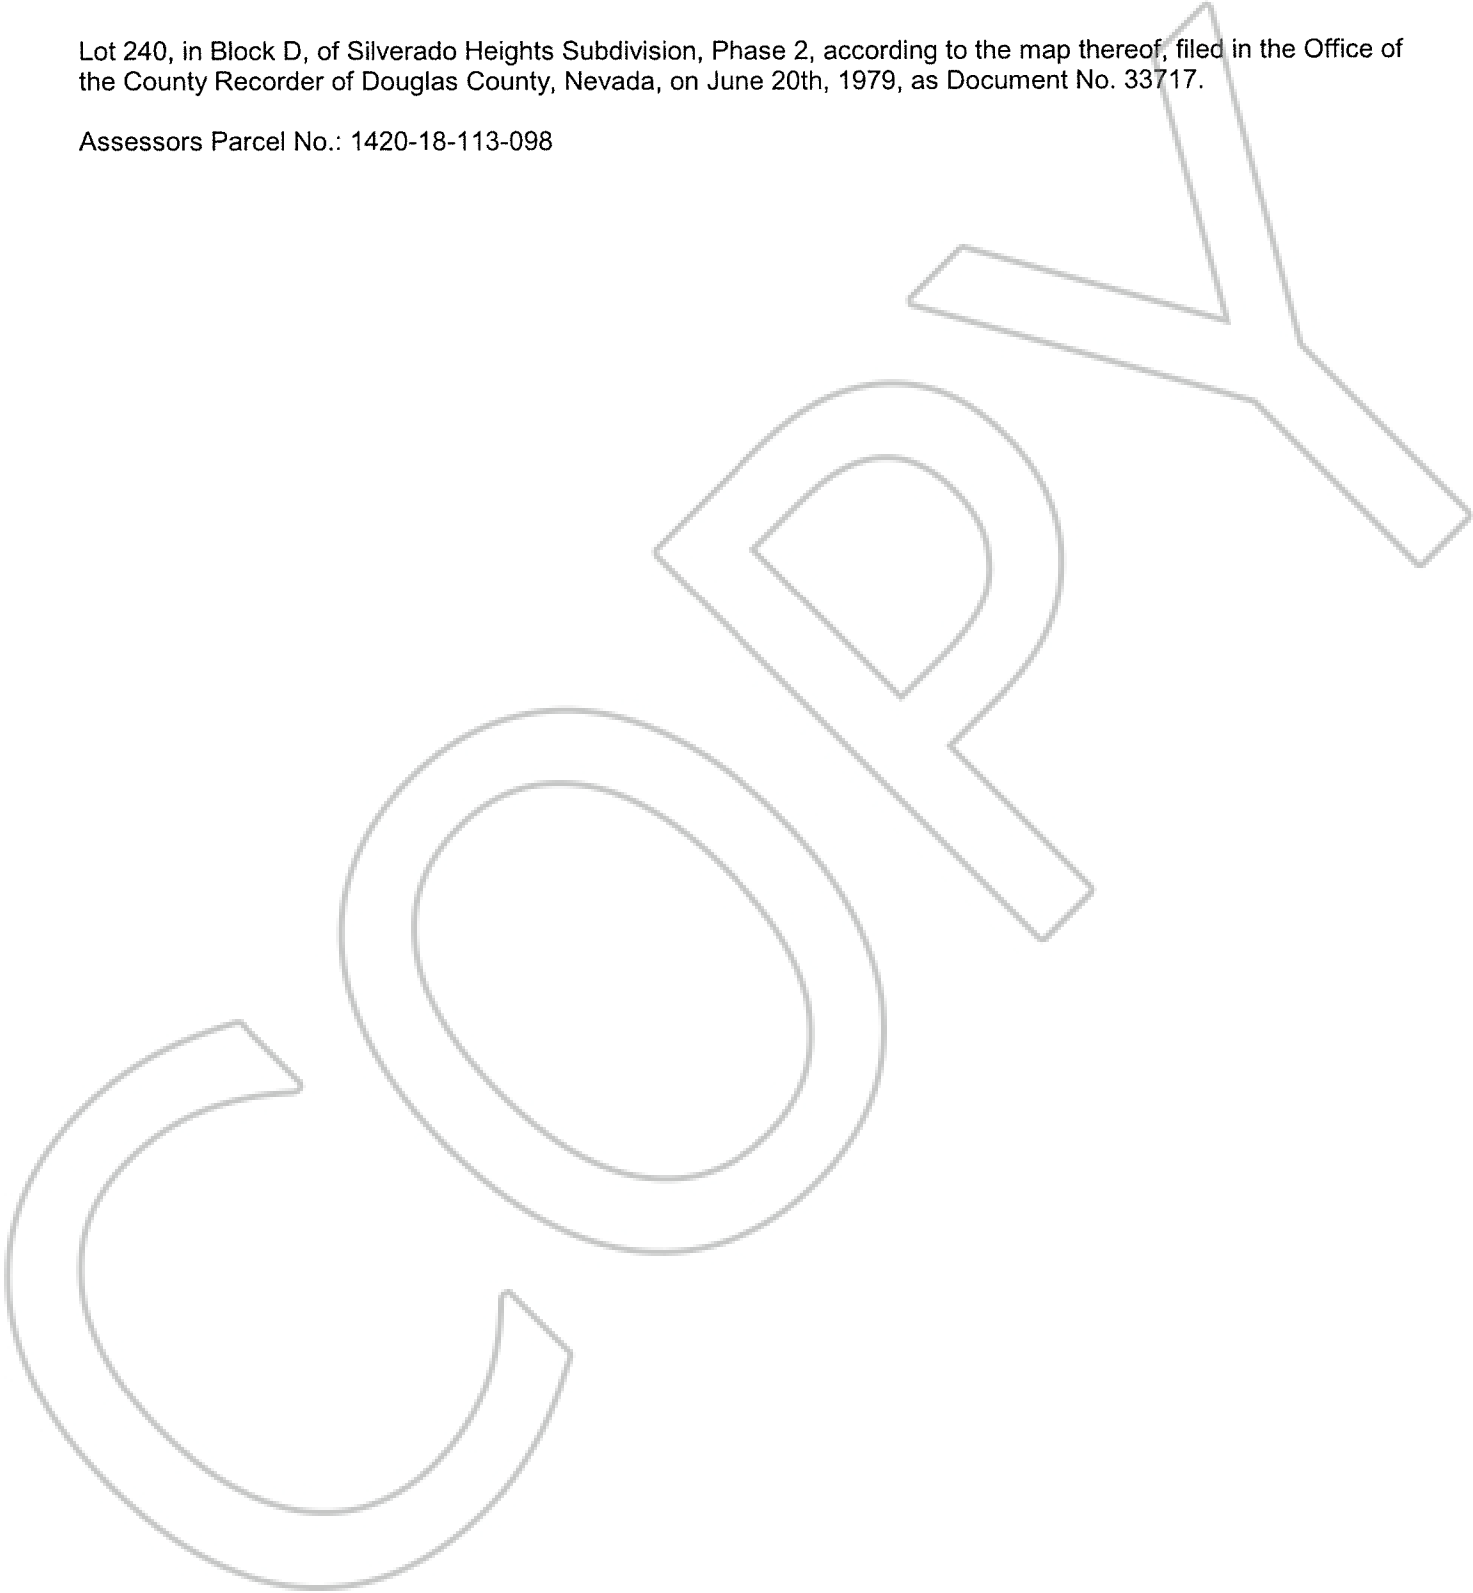 Lot 240, in Block D, of Silverado Heights Subdivision, Phase 2, according to the map thereof, filed in the Office of
the County Recorder of Douglas County, Nevada, on June 20th, 1979, as Document No. 33717.
Assessors Parcel No.: 1420-18-113-098
COPY